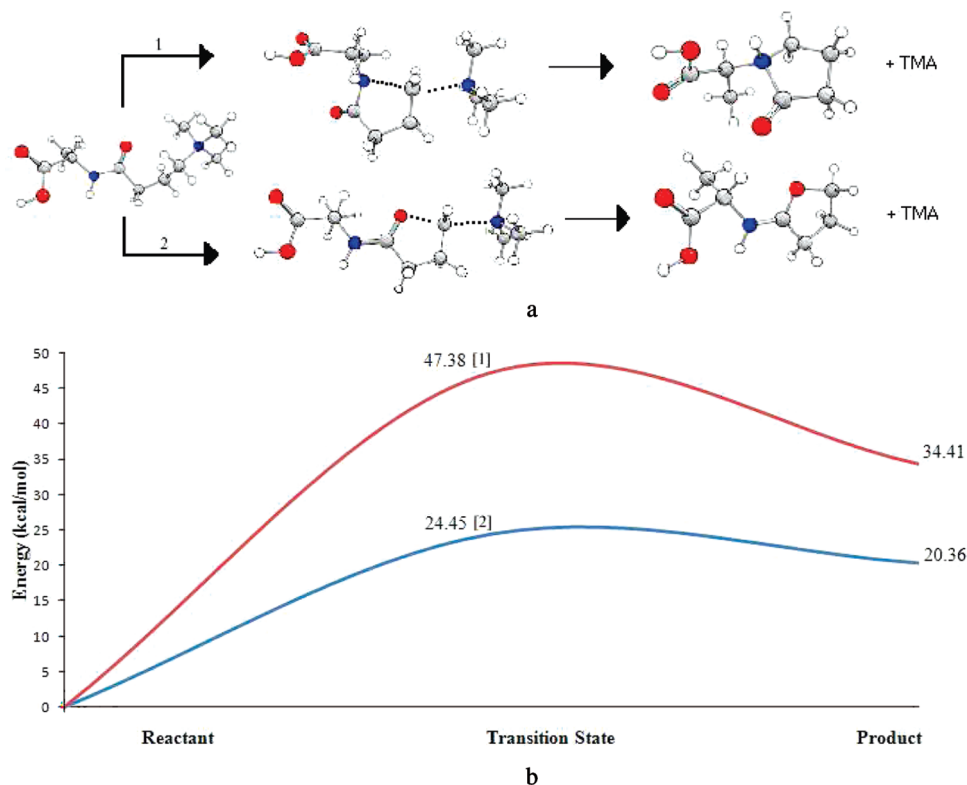 1
+ TMA
2
+ TMA
a
50
45
40
35
30
25
20
15
10
5
0
Energy (kcal/mol)
47.38 [1]
34.41
24.45 [2]
20.36
Reactant
Transition State
Product
b